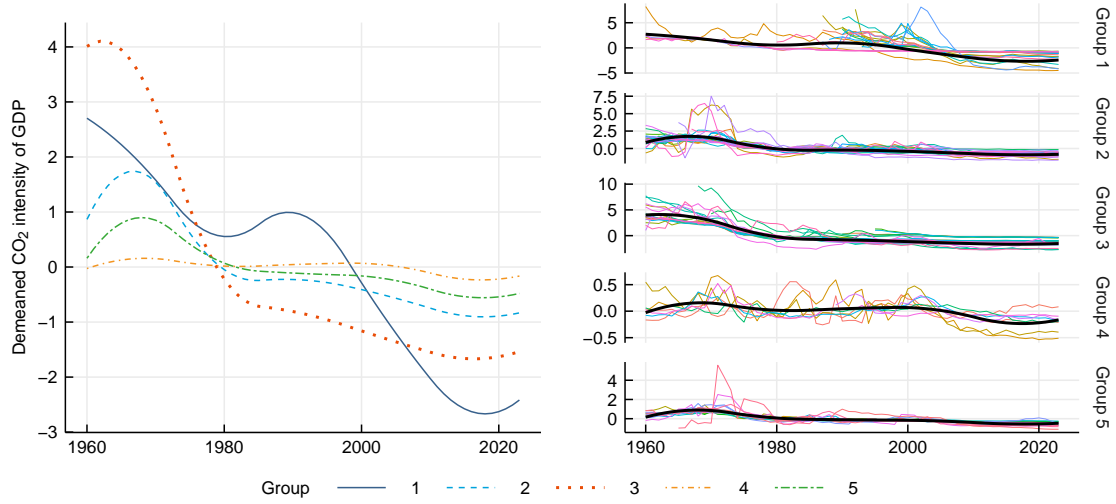 Demeaned CO₂ intensity of GDP
4
3
2
1
0
−1
−2
−3
1960 1980 2000 2020
5
0
−5
Group 1
7.5
5.0
2.5
0.0
Group 2
10
5
0
Group 3
0.5
0.0
−0.5
Group 4
4
2
0
Group 5
1960 1980 2000 2020
Group 1 2 3 4 5